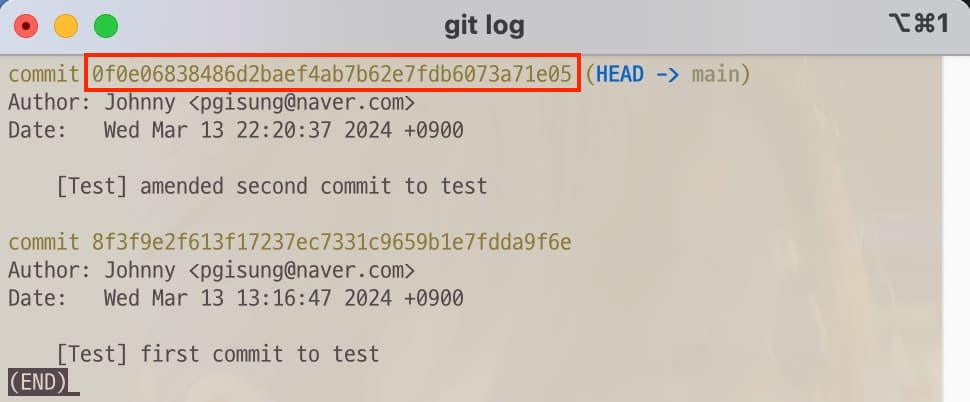 git log
⌥⌘1
commit 0f0e06838486d2baef4ab7b62e7fdb6073a71e05 (HEAD -> main)
Author: Johnny <pgisung@naver.com>
Date:   Wed Mar 13 22:20:37 2024 +0900
[Test] amended second commit to test
commit 8f3f9e2f613f17237ec7331c9659b1e7fdda9f6e
Author: Johnny <pgisung@naver.com>
Date:   Wed Mar 13 13:16:47 2024 +0900
[Test] first commit to test
(END)